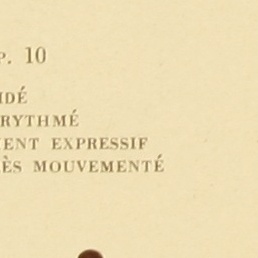 P. 10
IDÉ
RYTHMÉ
ENT EXPRESSIF
ÈS MOUVEMENTÉ